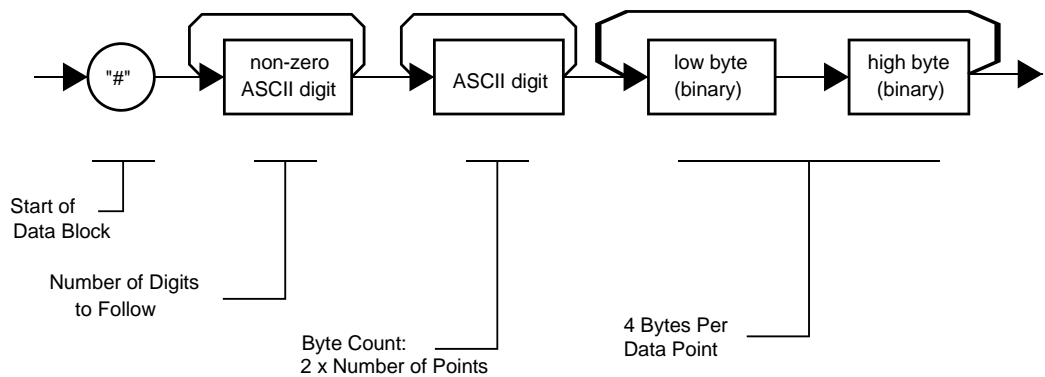 "#"
non-zero
ASCII digit
ASCII digit
low byte
(binary)
high byte
(binary)
Start of
Data Block
Number of Digits
to Follow
Byte Count:
2 x Number of Points
4 Bytes Per
Data Point